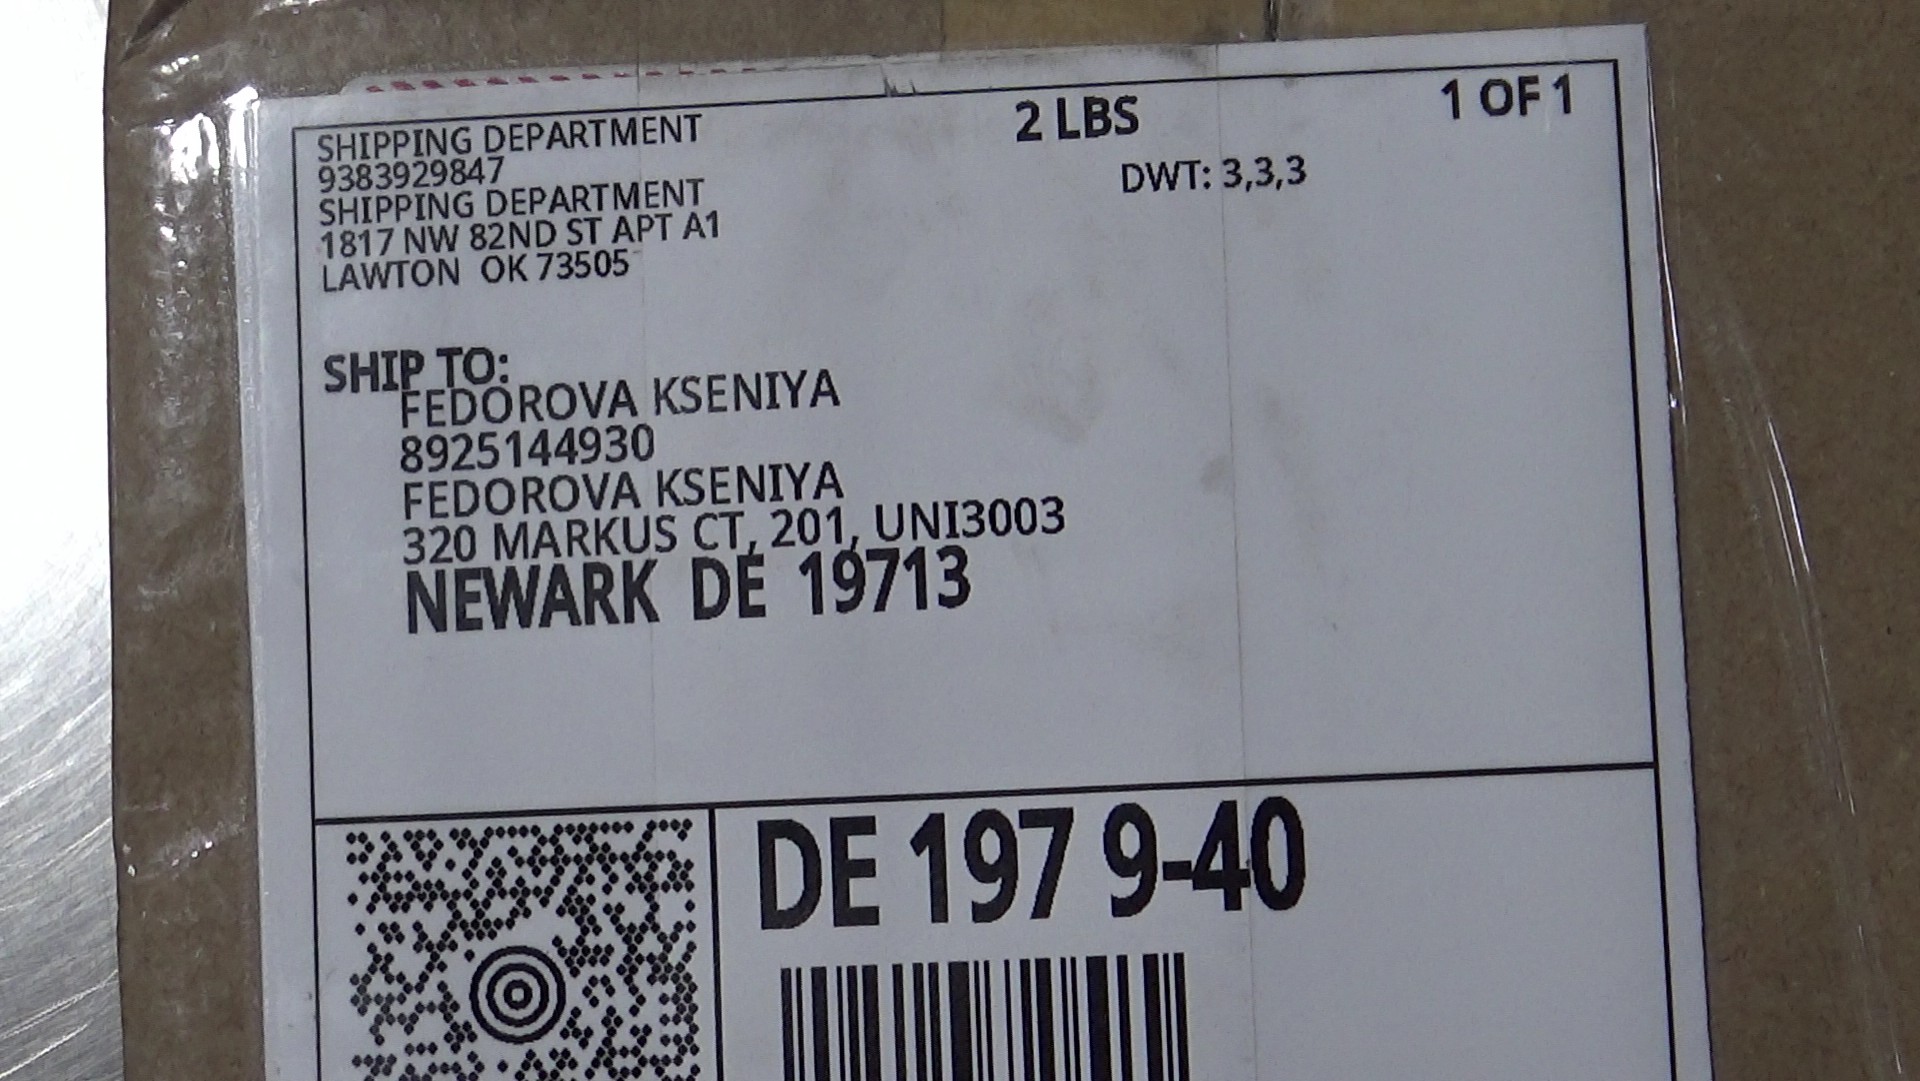 SHIPPING DEPARTMENT
9383929847
SHIPPING DEPARTMENT
1817 NW 82ND ST APT A1
LAWTON OK 73505
2 LBS
1 OF 1
DWT: 3,3,3
SHIP TO:
FEDOROVA KSENIYA
8925144930
FEDOROVA KSENIYA
320 MARKUS CT, 201, UNI3003
NEWARK DE 19713
DE 197 9-40